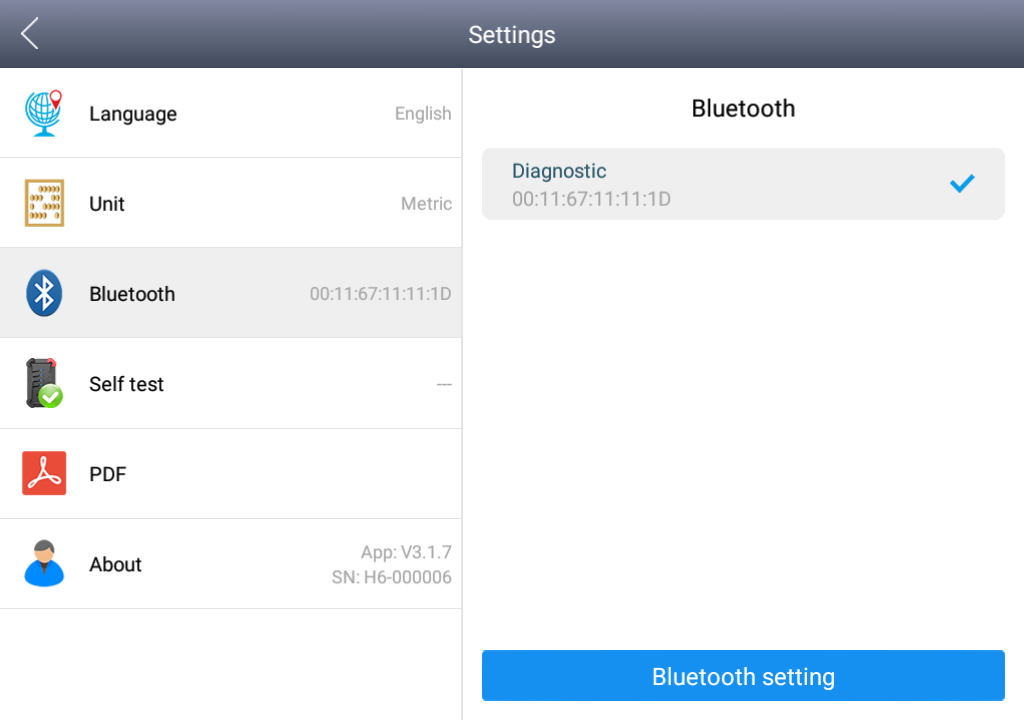 Settings
Language
English
Unit
Metric
Bluetooth
00:11:67:11:11:1D
Self test
---
PDF
About
App: V3.1.7
SN: H6-000006
Bluetooth
Diagnostic
00:11:67:11:11:1D
Bluetooth setting